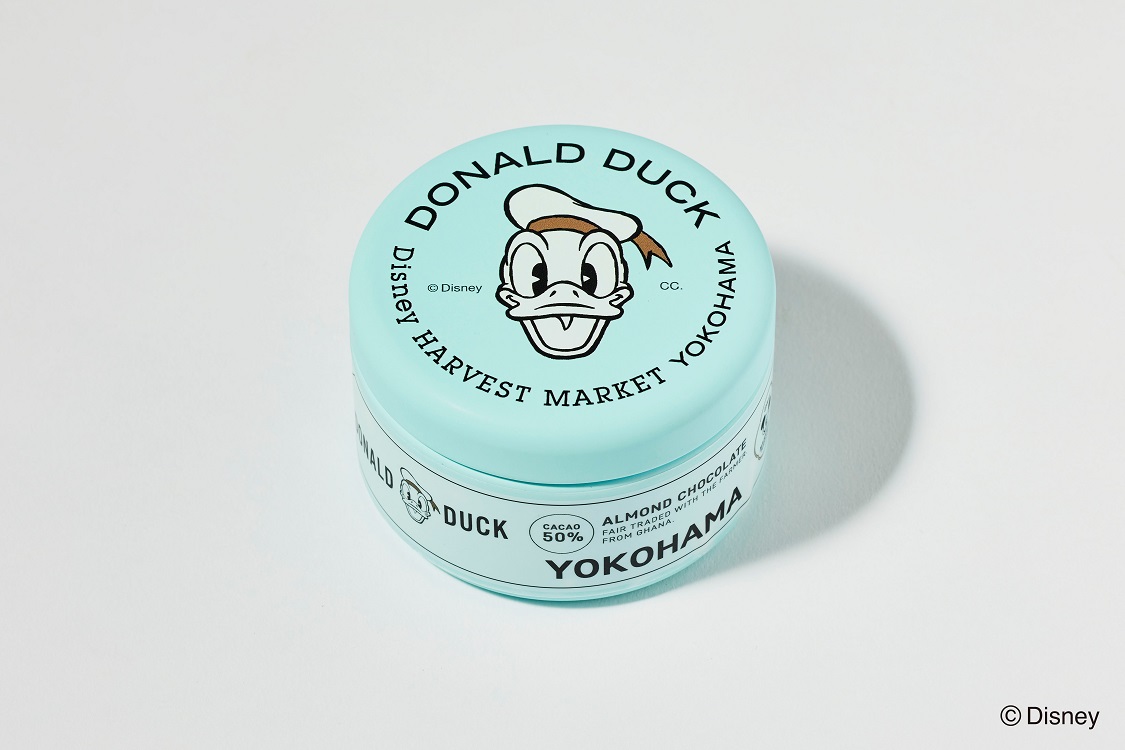 DONALD DUCK
© Disney
CC.
Disney HARVEST MARKET YOKOHAMA
DONALD DUCK
CACAO
50%
ALMOND CHOCOLATE
FAIR TRADED WITH THE FARMER
FROM GHANA.
YOKOHAMA
© Disney